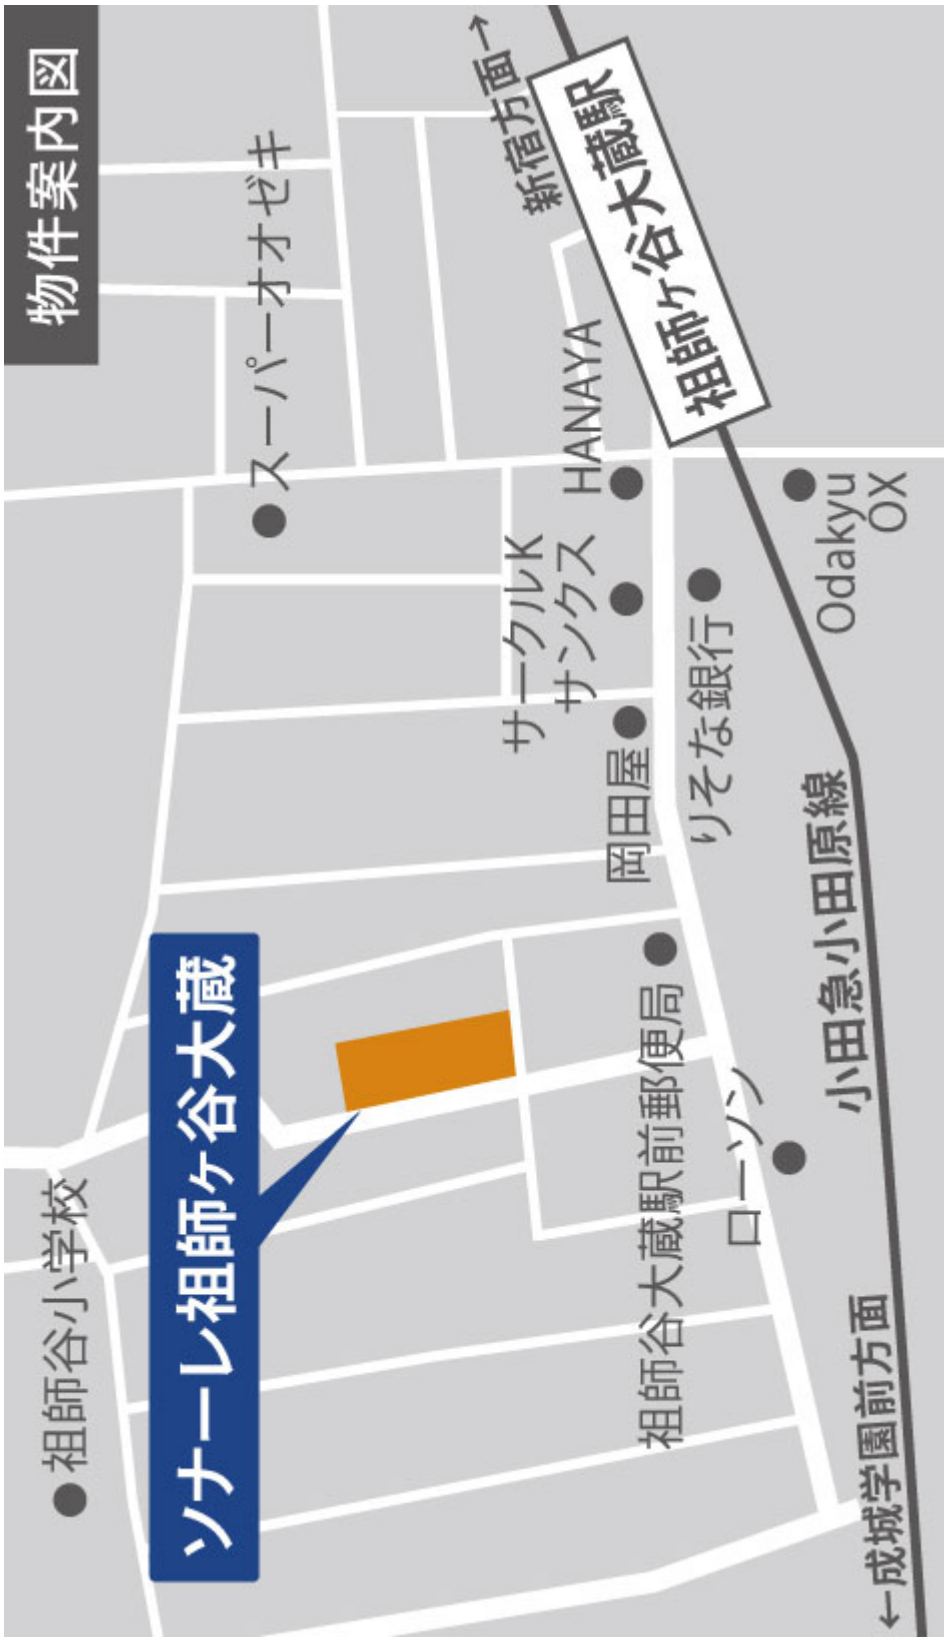 物件案内図
新宿方面→
祖師ヶ谷大蔵駅
スーパーオオゼキ
HANAYA
サークルK
サンクス
Odakyu
OX
岡田屋
りそな銀行
小田急小田原線
ソナーレ祖師ヶ谷大蔵
祖師谷小学校
祖師谷大蔵駅前郵便局
ローソン
←成城学園前方面